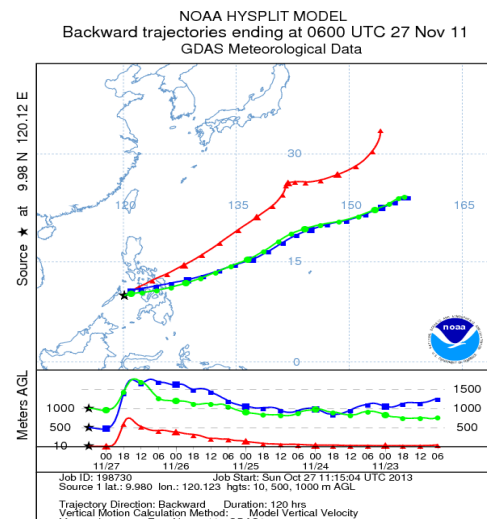 NOAA HYSPLIT MODEL
Backward trajectories ending at 0600 UTC 27 Nov 11
GDAS Meteorological Data
Source ★ at 9.98 N 120.12 E
30
120 135 150 165
15
0
noaa
Meters AGL
1500
1000 1000
500 500
10
00 18 12 06 00 18 12 06 00 18 12 06 00 18 12 06 00 18 12 06
11/27 11/26 11/25 11/24 11/23
Job ID: 198730 Job Start: Sun Oct 27 11:15:04 UTC 2013
Source 1 lat.: 9.980 lon.: 120.123 hgts: 10, 500, 1000 m AGL
Trajectory Direction: Backward Duration: 120 hrs
Vertical Motion Calculation Method: Model Vertical Velocity